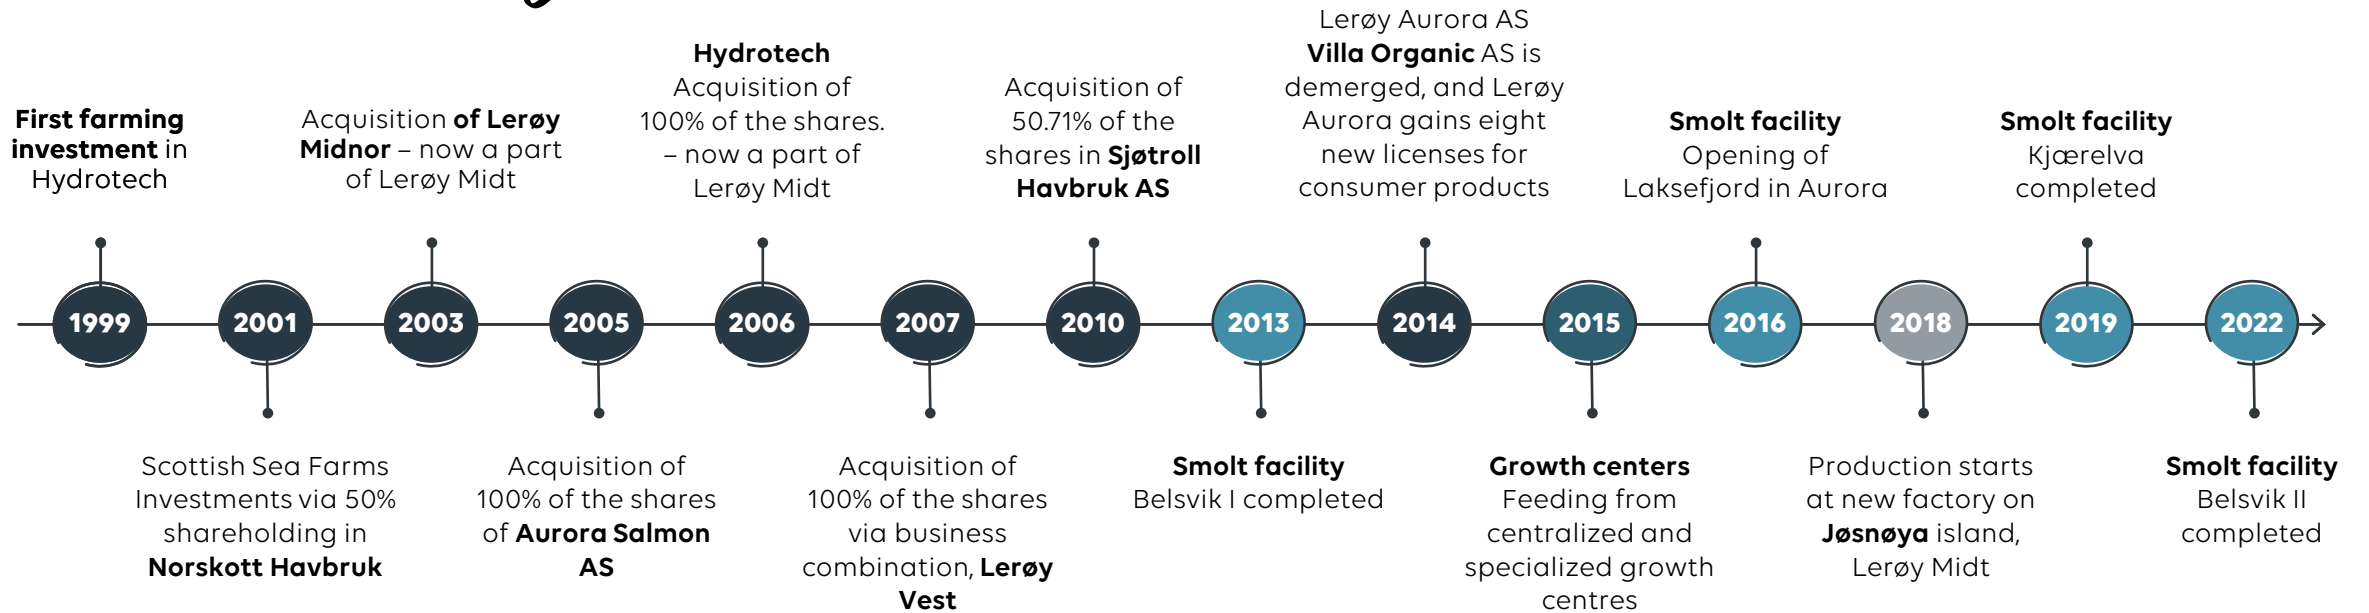 First farming
investment in
Hydrotech
Acquisition of Lerøy
Midnor – now a part
of Lerøy Midt
Hydrotech
Acquisition of
100% of the shares.
– now a part of
Lerøy Midt
Acquisition of
50.71% of the
shares in Sjøtroll
Havbruk AS
Lerøy Aurora AS
Villa Organic AS is
demerged, and Lerøy
Aurora gains eight
new licenses for
consumer products
Smolt facility
Opening of
Laksefjord in Aurora
Smolt facility
Kjærelva
completed
1999
2001
2003
2005
2006
2007
2010
2013
2014
2015
2016
2018
2019
2022
Scottish Sea Farms
Investments via 50%
shareholding in
Norskott Havbruk
Acquisition of
100% of the shares
of Aurora Salmon
AS
Acquisition of
100% of the shares
via business
combination, Lerøy
Vest
Smolt facility
Belsvik I completed
Growth centers
Feeding from
centralized and
specialized growth
centres
Production starts
at new factory on
Jøsnøya island,
Lerøy Midt
Smolt facility
Belsvik II
completed